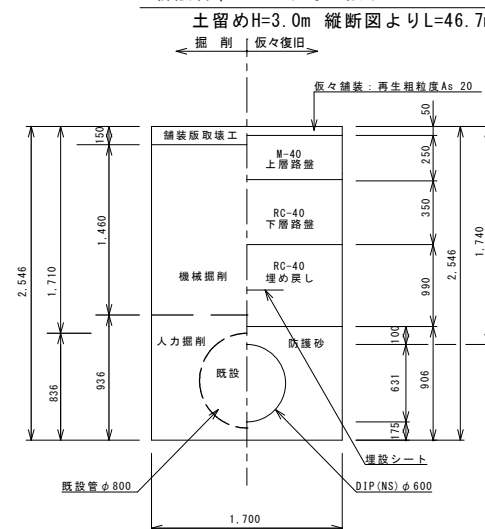 土留めH=3.0m 縦断図よりL=46.7m
掘 削 仮々復旧
仮々舗装：再生粗粒度As 20
舗装版取壊工
M-40
上層路盤
RC-40
下層路盤
RC-40
埋め戻し
機械掘削
人力掘削
防護砂
既設
埋設シート
既設管φ800
DIP(NS)φ600
1,700
2,546
1,710
836
150
1,460
936
50
250
350
990
100
631
175
906
2,546
1,740